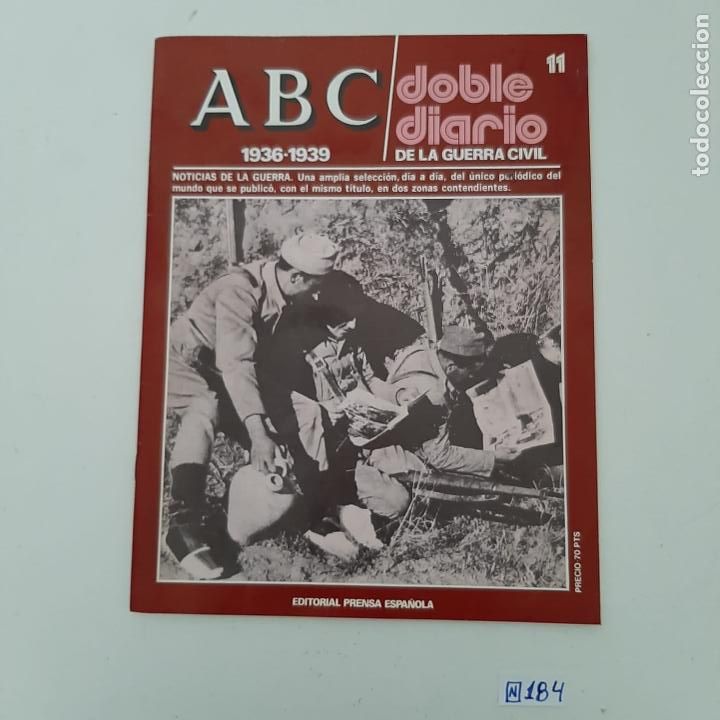 ABC
doble
diario
11
1936-1939
DE LA GUERRA CIVIL
NOTICIAS DE LA GUERRA. Una amplia selección, día a día, del único periódico del
mundo que se publicó, con el mismo título, en dos zonas contendientes.
PRECIO 70 PTS
EDITORIAL PRENSA ESPAÑOLA
N 184
todocoleccion